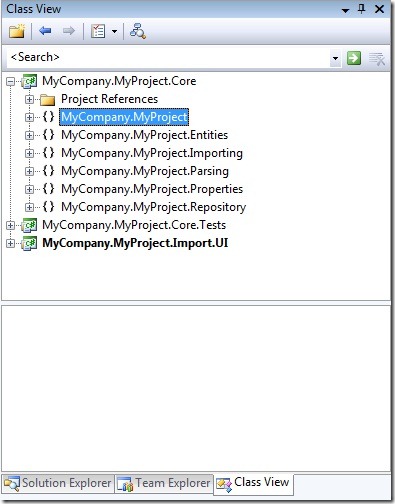 Class View
<Search>
MyCompany.MyProject.Core
Project References
{} MyCompany.MyProject
{} MyCompany.MyProject.Entities
{} MyCompany.MyProject.Importing
{} MyCompany.MyProject.Parsing
{} MyCompany.MyProject.Properties
{} MyCompany.MyProject.Repository
MyCompany.MyProject.Core.Tests
MyCompany.MyProject.Import.UI
Solution Explorer Team Explorer Class View